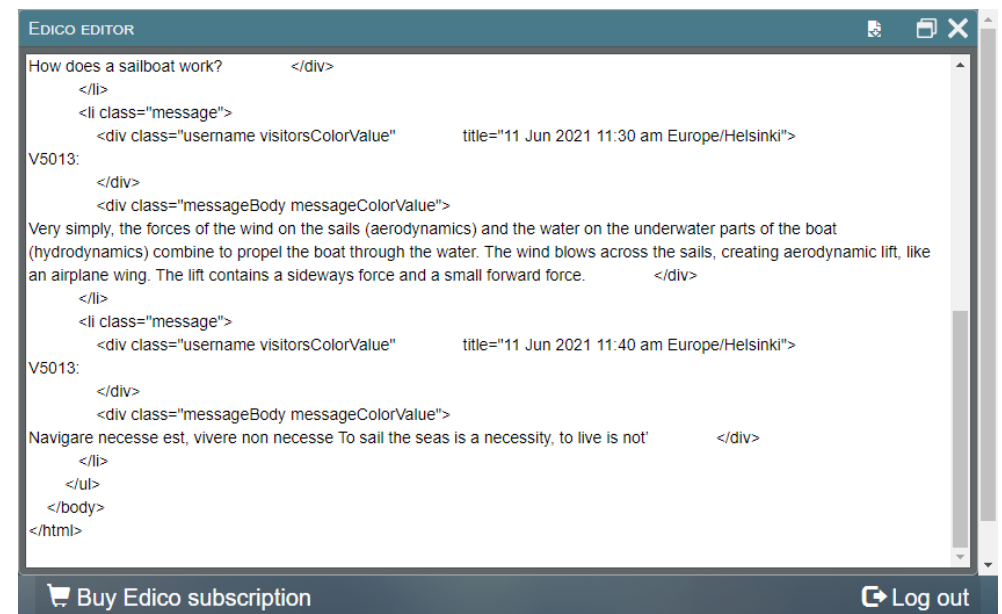 EDICO EDITOR
How does a sailboat work? </div>
</li>
<li class="message">
<div class="username visitorsColorValue" title="11 Jun 2021 11:30 am Europe/Helsinki">
V5013:
</div>
<div class="messageBody messageColorValue">
Very simply, the forces of the wind on the sails (aerodynamics) and the water on the underwater parts of the boat
(hydrodynamics) combine to propel the boat through the water. The wind blows across the sails, creating aerodynamic lift, like
an airplane wing. The lift contains a sideways force and a small forward force. </div>
</li>
<li class="message">
<div class="username visitorsColorValue" title="11 Jun 2021 11:40 am Europe/Helsinki">
V5013:
</div>
<div class="messageBody messageColorValue">
Navigare necesse est, vivere non necesse To sail the seas is a necessity, to live is not’ </div>
</li>
</ul>
</body>
</html>
Buy Edico subscription
Log out